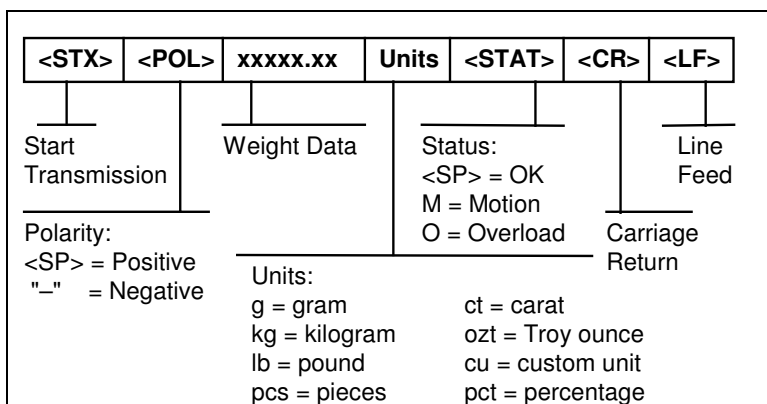 <STX> <POL> xxxxx.xx Units <STAT> <CR> <LF>
Start
Transmission
Weight Data
Status:
<SP> = OK
M = Motion
O = Overload
Line
Feed
Polarity:
<SP> = Positive
"–" = Negative
Carriage
Return
Units:
g = gram
kg = kilogram
lb = pound
pcs = pieces
ct = carat
ozt = Troy ounce
cu = custom unit
pct = percentage